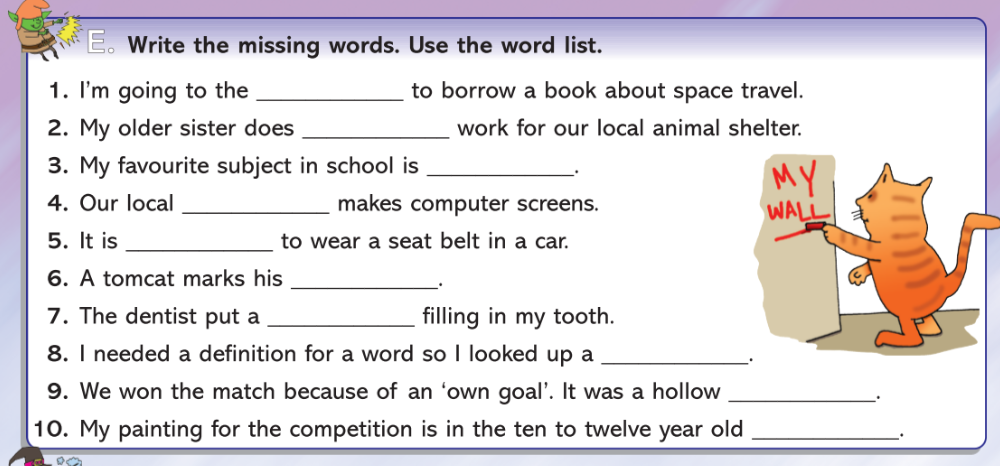 E. Write the missing words. Use the word list.
1. I'm going to the ____________ to borrow a book about space travel.
2. My older sister does ____________ work for our local animal shelter.
3. My favourite subject in school is ____________.
4. Our local ____________ makes computer screens.
5. It is ____________ to wear a seat belt in a car.
6. A tomcat marks his ____________.
7. The dentist put a ____________ filling in my tooth.
8. I needed a definition for a word so I looked up a ____________.
9. We won the match because of an ‘own goal’. It was a hollow ____________.
10. My painting for the competition is in the ten to twelve year old ____________.
MY
WALL